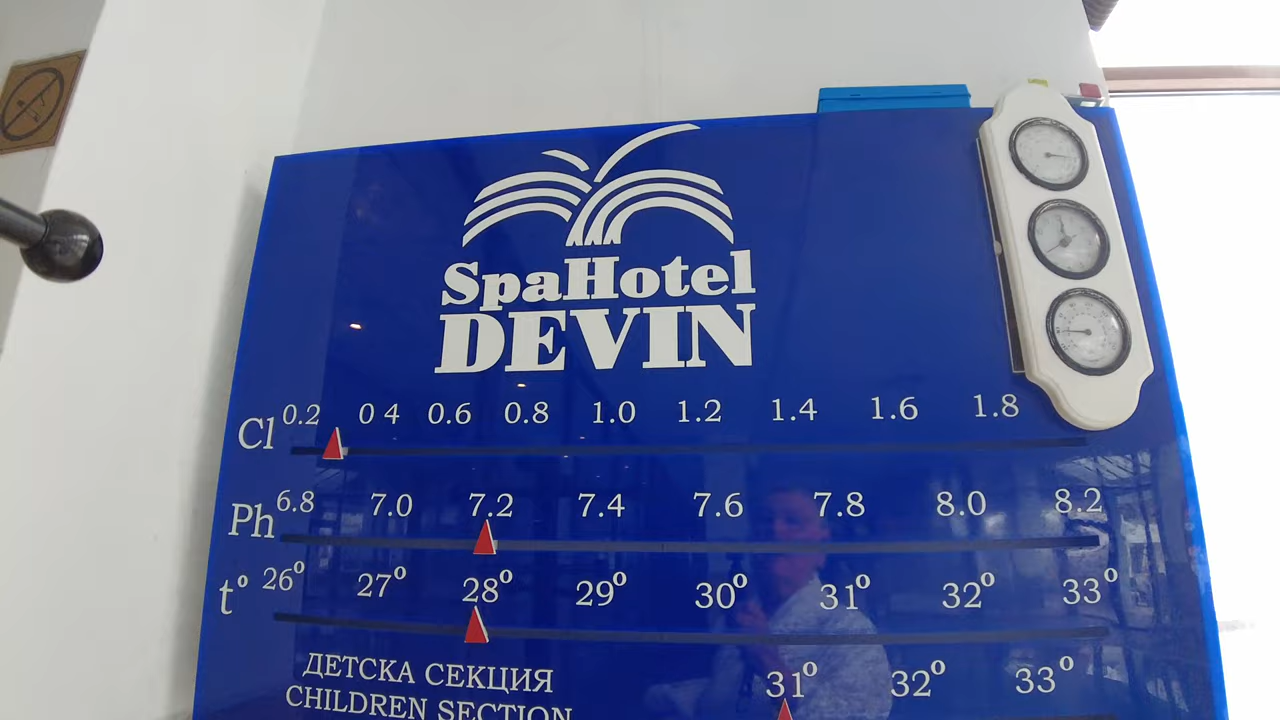 SpaHotel
DEVIN
Cl 0.2 0 4 0.6 0.8 1.0 1.2 1.4 1.6 1.8
Ph 6.8 7.0 7.2 7.4 7.6 7.8 8.0 8.2
t° 26° 27° 28° 29° 30° 31° 32° 33°
ДЕТСКА СЕКЦИЯ
31° 32° 33°
CHILDREN SECTION